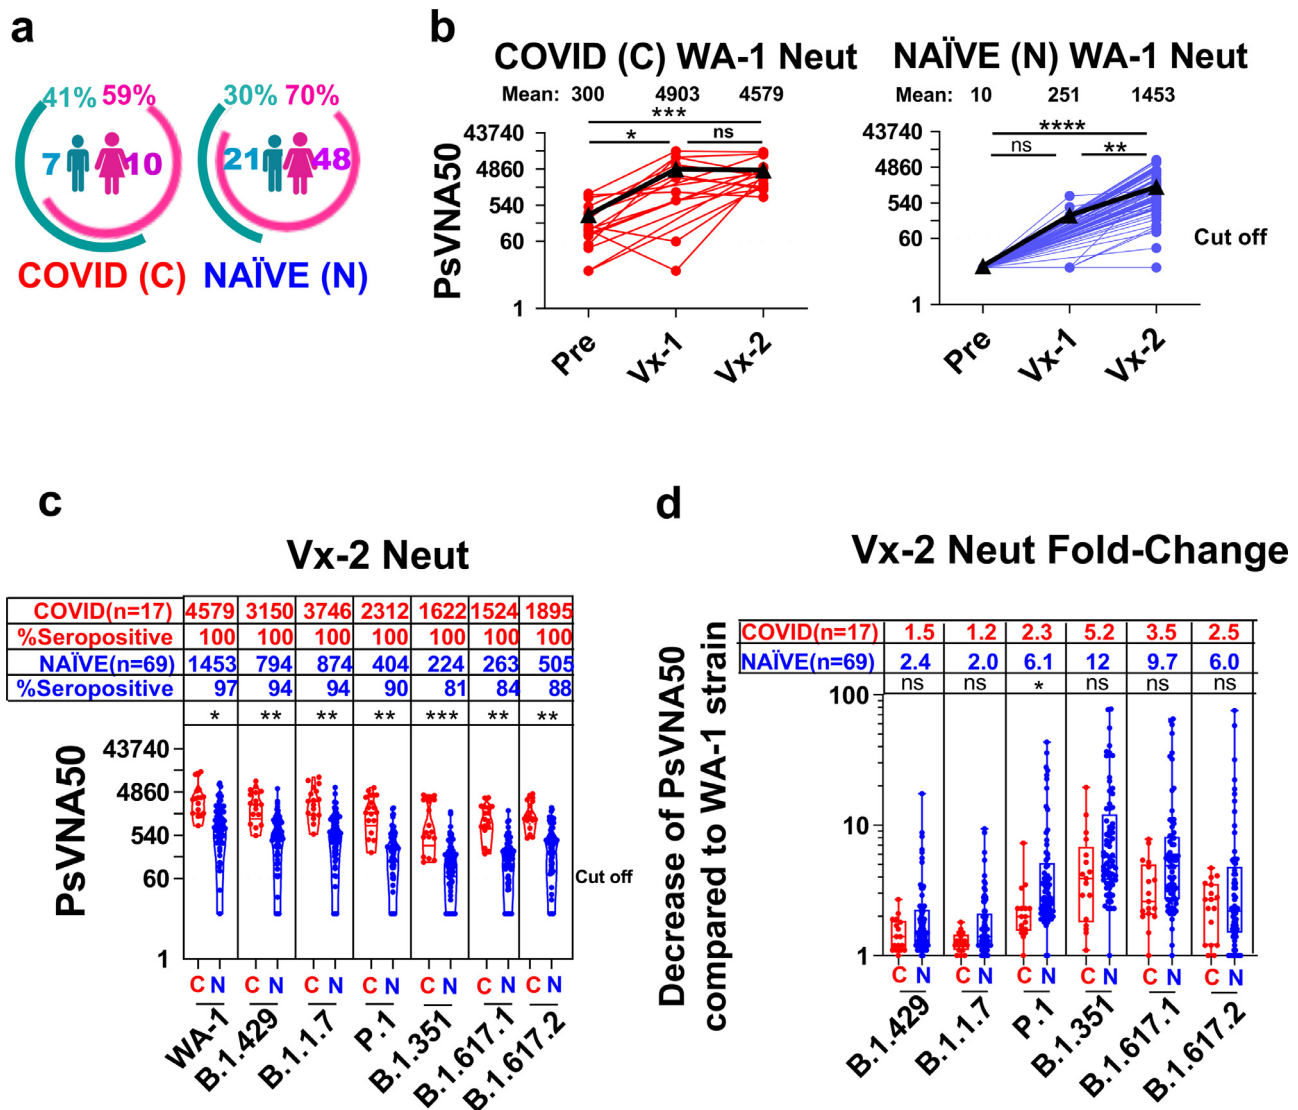 a
41% 59%
7 10
COVID (C)
30% 70%
21 48
NAÏVE (N)
b
COVID (C) WA-1 Neut
Mean: 300 4903 4579
***
* ns
PsVNA50
43740
4860
540
60
1
Pre Vx-1 Vx-2
NAÏVE (N) WA-1 Neut
Mean: 10 251 1453
****
ns **
43740
4860
540
60
1
Cut off
Pre Vx-1 Vx-2
c
Vx-2 Neut
COVID(n=17) 4579 3150 3746 2312 1622 1524 1895
%Seropositive 100 100 100 100 100 100 100
NAÏVE(n=69) 1453 794 874 404 224 263 505
%Seropositive 97 94 94 90 81 84 88
* ** ** ** *** ** **
PsVNA50
43740
4860
540
60
1
Cut off
C N C N C N C N C N C N C N
WA-1 B.1.429 B.1.1.7 P.1 B.1.351 B.1.617.1 B.1.617.2
d
Vx-2 Neut Fold-Change
COVID(n=17) 1.5 1.2 2.3 5.2 3.5 2.5
NAÏVE(n=69) 2.4 2.0 6.1 12 9.7 6.0
ns ns * ns ns ns
Decrease of PsVNA50
compared to WA-1 strain
100
10
1
C N C N C N C N C N C N
B.1.429 B.1.1.7 P.1 B.1.351 B.1.617.1 B.1.617.2